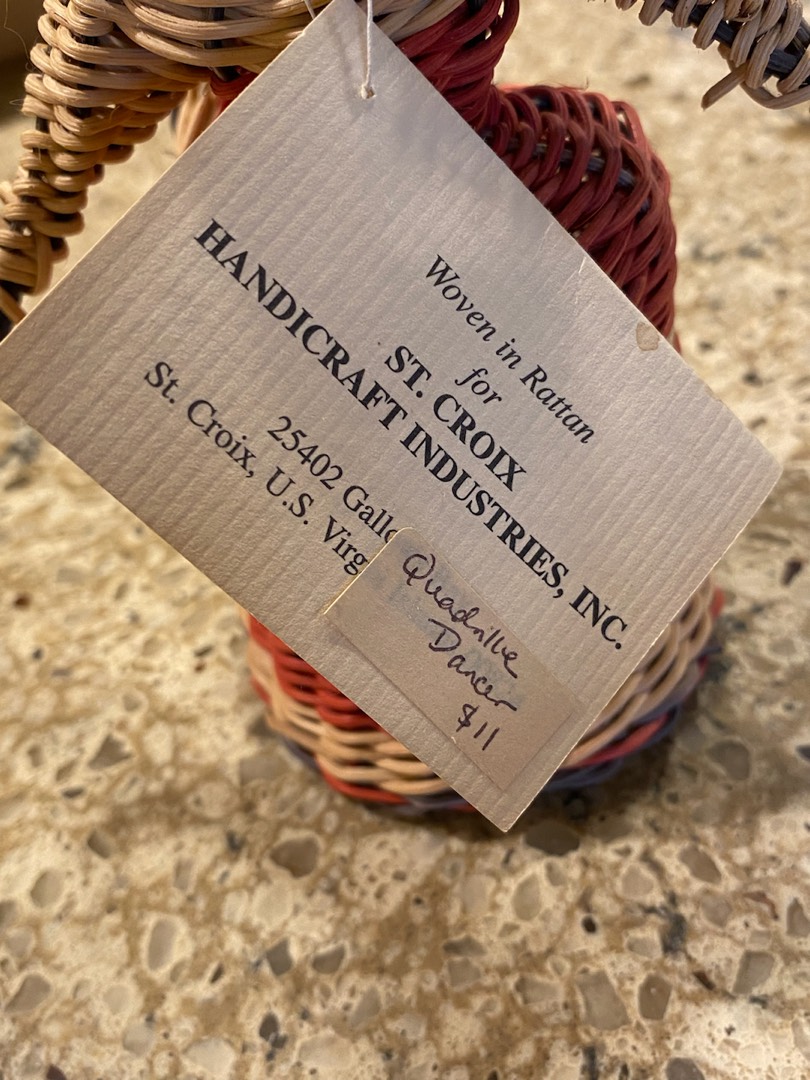 Woven in Rattan
for
ST. CROIX
HANDICRAFT INDUSTRIES, INC.
25402
St. Croix, U.S.
Quadrille
Dancer
$11